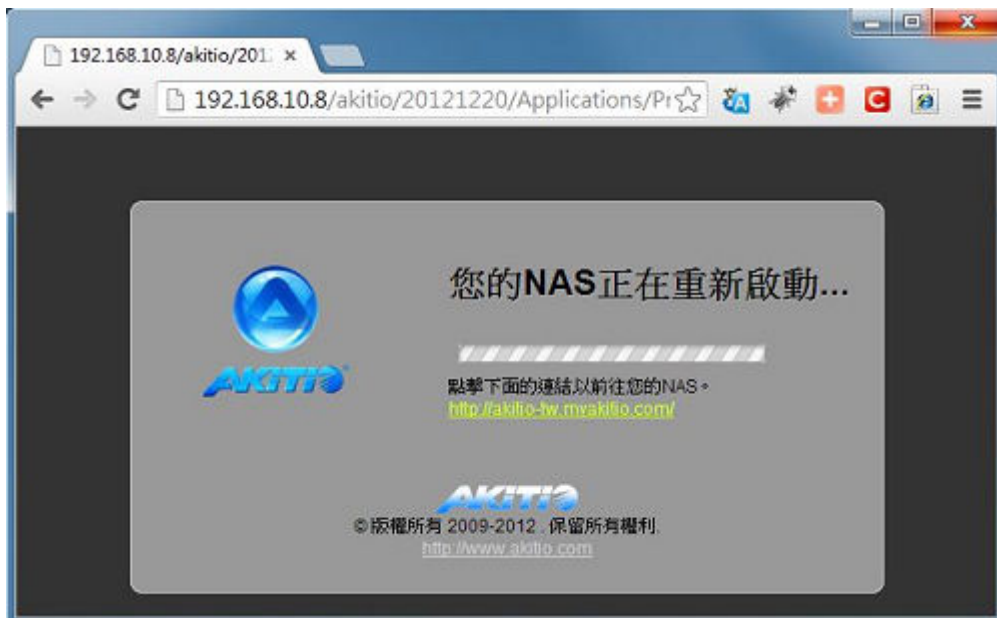 192.168.10.8/akitio/201
192.168.10.8/akitio/20121220/Applications/Pr
您的NAS正在重新啟動...
AKiTiO
點擊下面的連結以前往您的NAS。
http://akitio-tw.myakitio.com/
AKiTiO
©版權所有 2009-2012 . 保留所有權利.
http://www.akitio.com